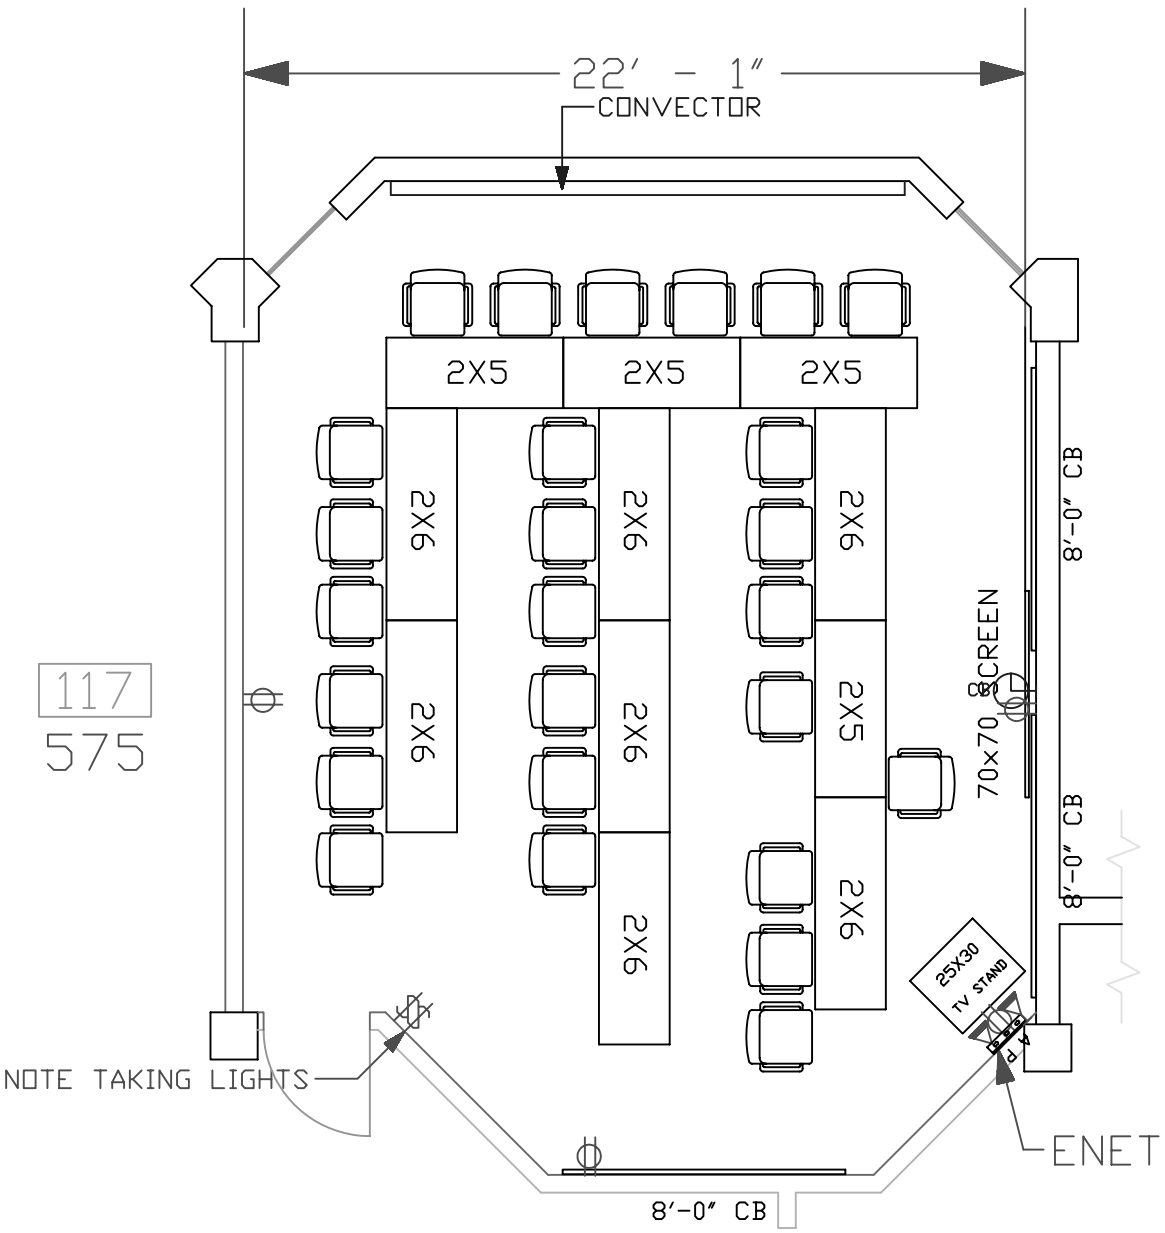 22' - 1"
CONVECTOR
2X5
2X5
2X5
2X6
2X6
2X6
8'-0" CB
70x70 SCREEN
117
575
2X6
2X6
2X5
8'-0" CB
2X6
2X6
25X30
TV STAND
A P
NOTE TAKING LIGHTS
ENET
8'-0" CB